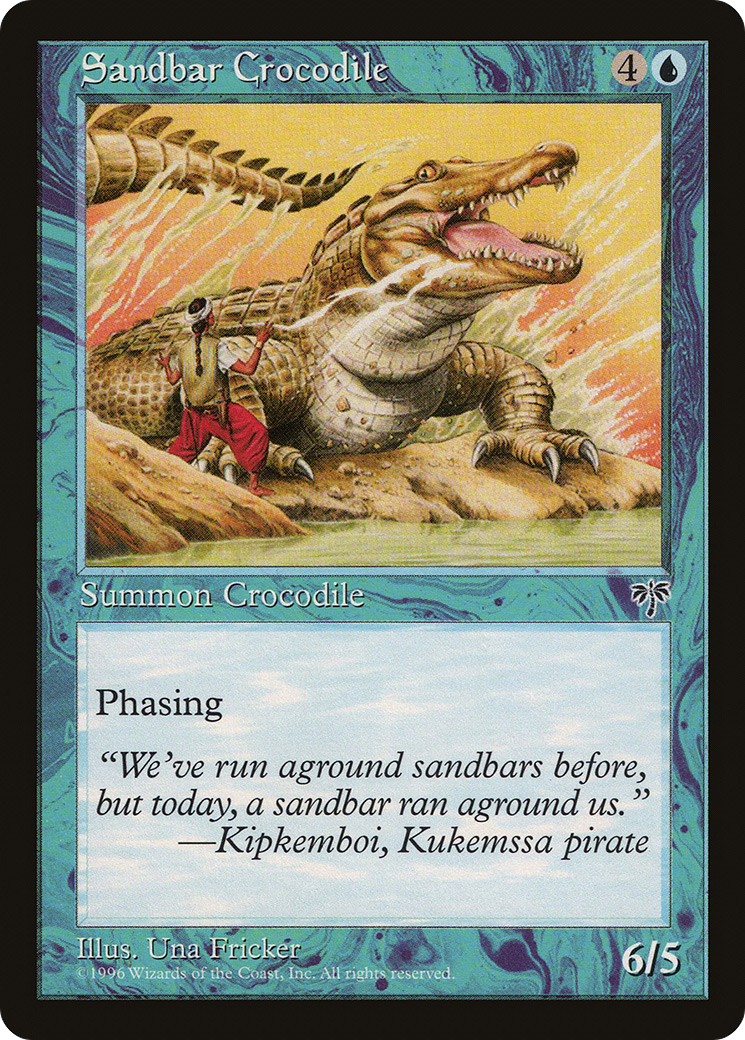 Sandbar Crocodile 4
Summon Crocodile
Phasing
“We’ve run aground sandbars before,
but today, a sandbar ran aground us.”
—Kipkemboi, Kukemssa pirate
Illus. Una Fricker
©1996 Wizards of the Coast, Inc. All rights reserved.
6/5